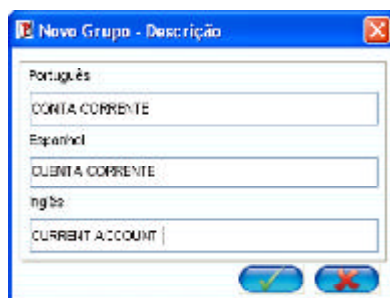 Novo Grupo - Descrição
Português
CONTA CORRENTE
Espanhol
CUENTA CORRENTE
Inglês
CURRENT ACCOUNT